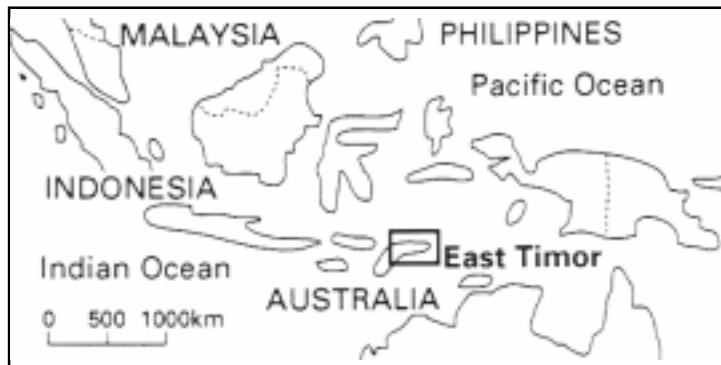 MALAYSIA
PHILIPPINES
Pacific Ocean
INDONESIA
East Timor
Indian Ocean
AUSTRALIA
0 500 1000km